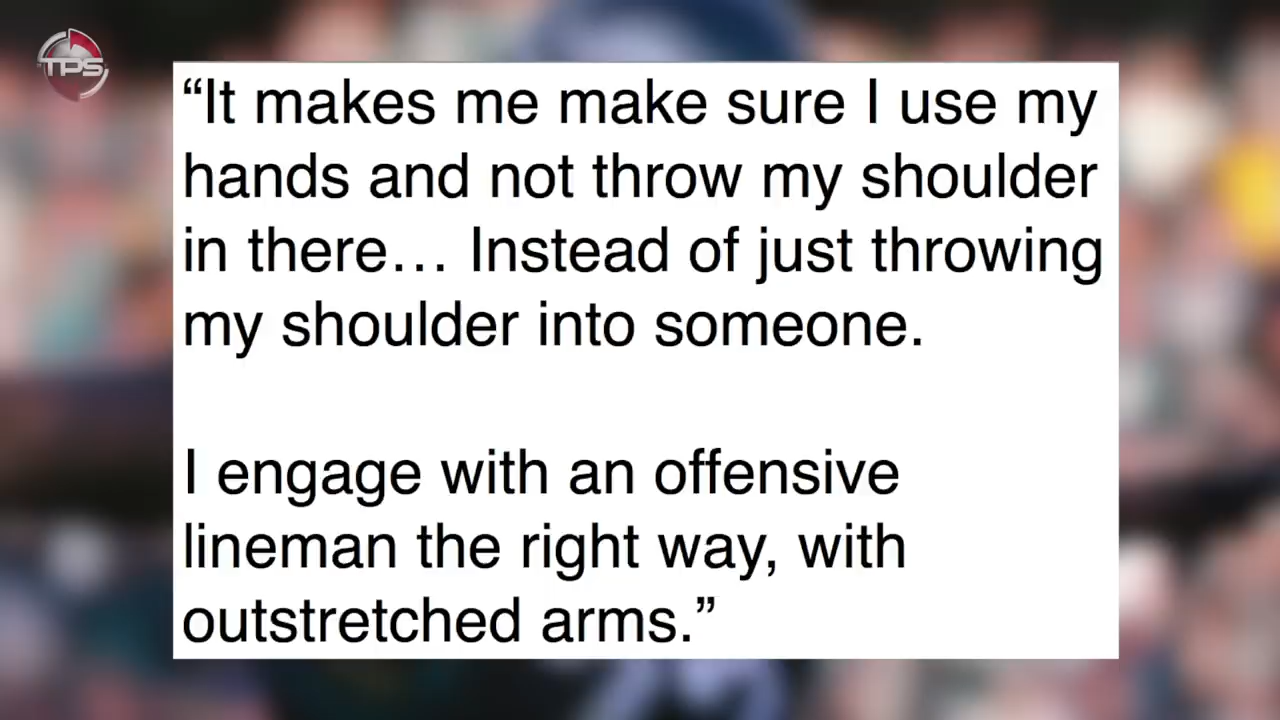 TPS
“It makes me make sure I use my
hands and not throw my shoulder
in there… Instead of just throwing
my shoulder into someone.
I engage with an offensive
lineman the right way, with
outstretched arms.”